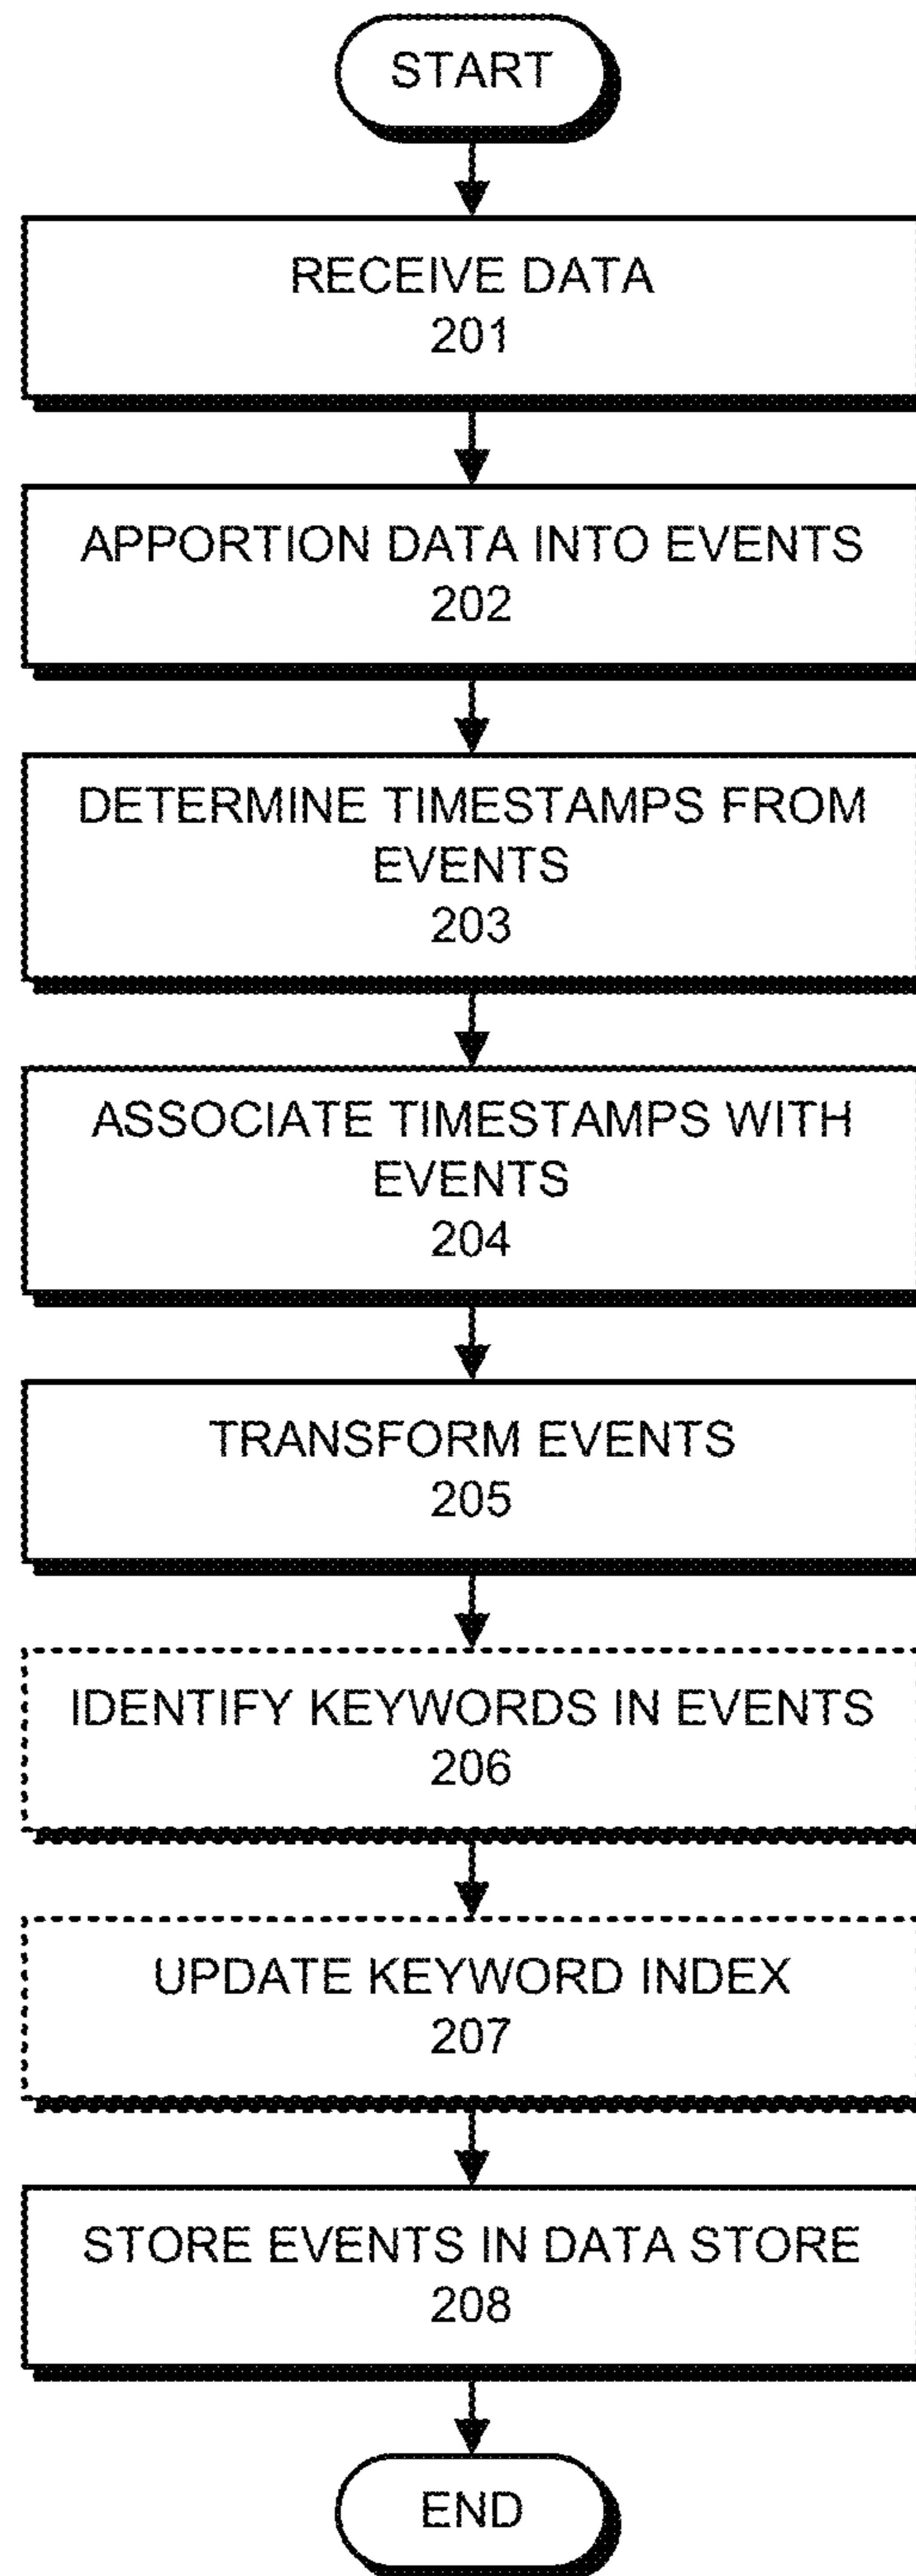 START
RECEIVE DATA
201
APPORTION DATA INTO EVENTS
202
DETERMINE TIMESTAMPS FROM
EVENTS
203
ASSOCIATE TIMESTAMPS WITH
EVENTS
204
TRANSFORM EVENTS
205
IDENTIFY KEYWORDS IN EVENTS
206
UPDATE KEYWORD INDEX
207
STORE EVENTS IN DATA STORE
208
END